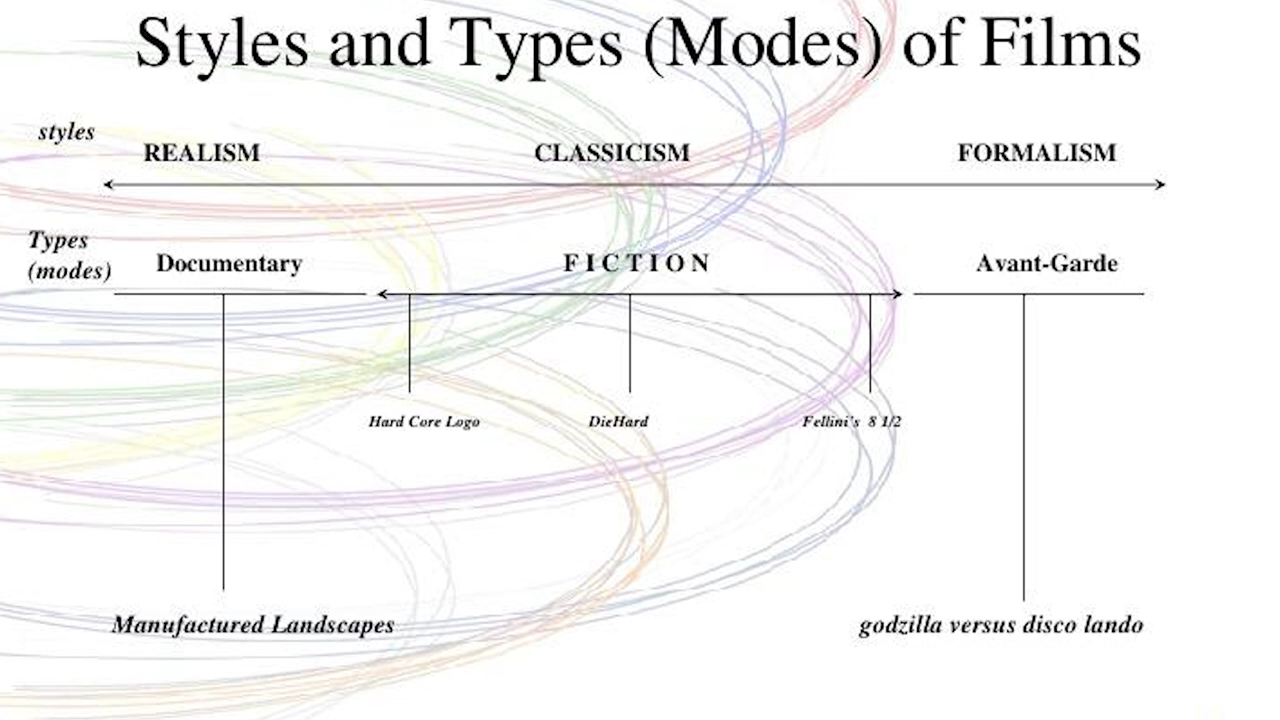 Styles and Types (Modes) of Films
styles
REALISM CLASSICISM FORMALISM
Types
(modes)
Documentary F I C T I O N Avant-Garde
Hard Core Logo DieHard Fellini's 8 1/2
Manufactured Landscapes godzilla versus disco lando